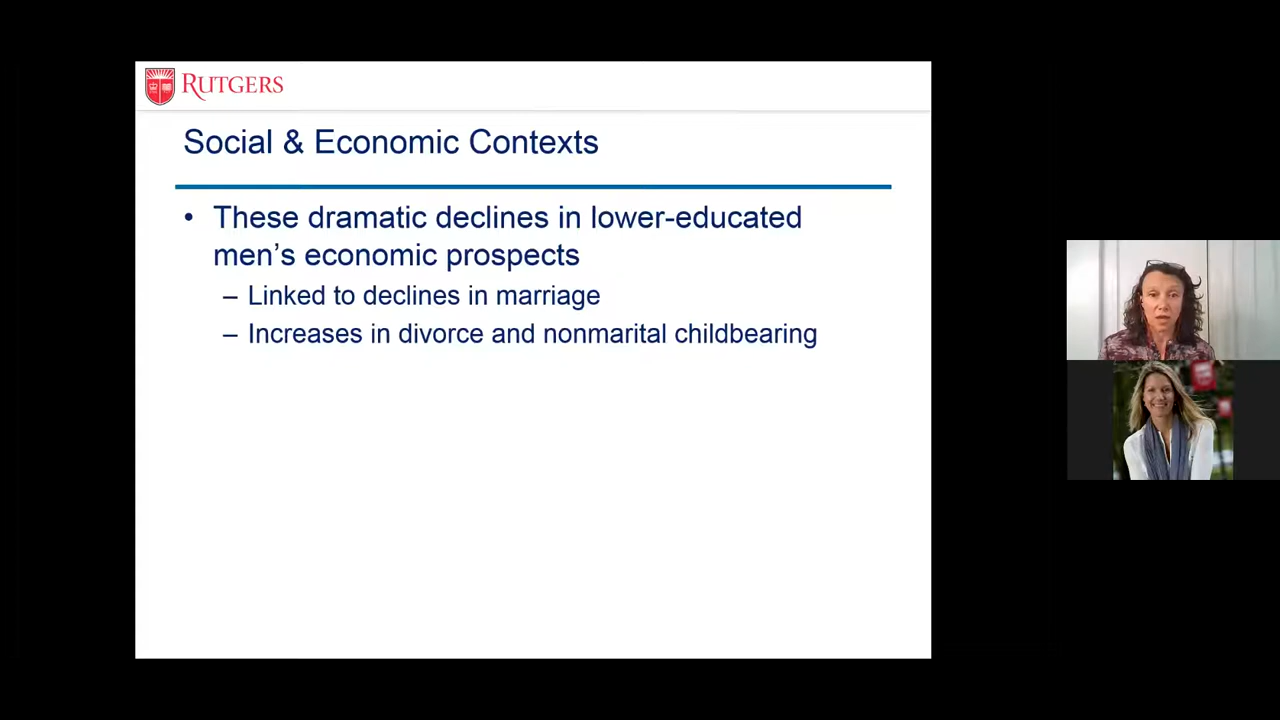 RUTGERS
Social & Economic Contexts
• These dramatic declines in lower-educated
men’s economic prospects
– Linked to declines in marriage
– Increases in divorce and nonmarital childbearing